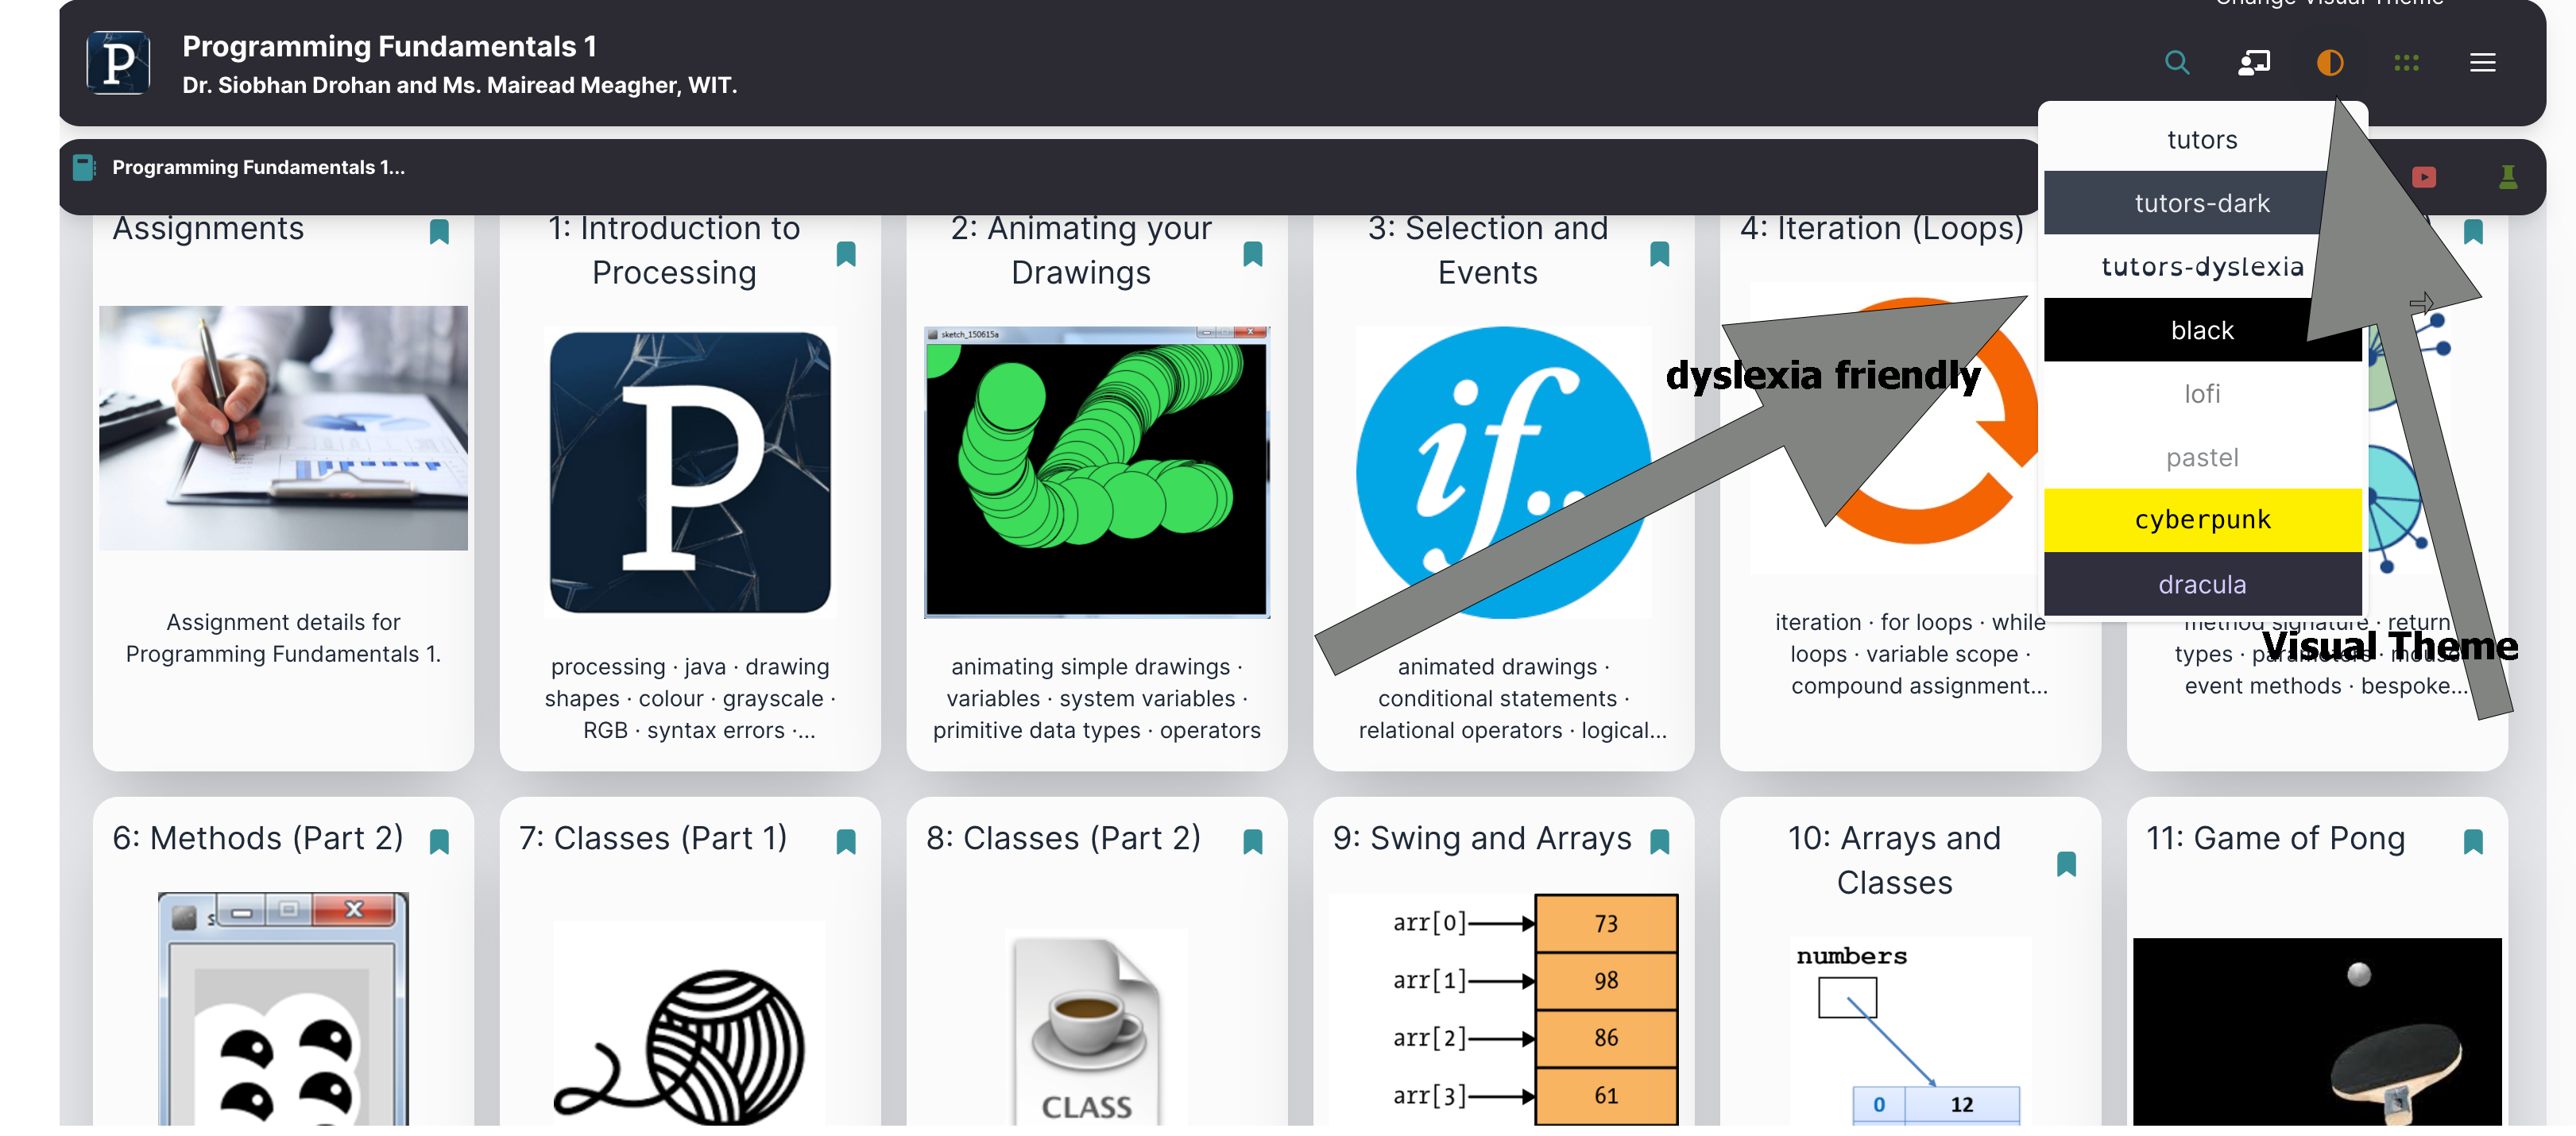 Change Visual Theme
Programming Fundamentals 1
Dr. Siobhan Drohan and Ms. Mairead Meagher, WIT.
Programming Fundamentals 1...
tutors
tutors-dark
tutors-dyslexia
black
lofi
pastel
cyberpunk
dracula
dyslexia friendly
Visual Theme
Assignments
Assignment details for
Programming Fundamentals 1.
1: Introduction to
Processing
P
processing · java · drawing
shapes · colour · grayscale ·
RGB · syntax errors ·...
2: Animating your
Drawings
sketch_150615a
animating simple drawings ·
variables · system variables ·
primitive data types · operators
3: Selection and
Events
if..
animated drawings ·
conditional statements ·
relational operators · logical...
4: Iteration (Loops)
iteration · for loops · while
loops · variable scope ·
compound assignment...
method signature · return
types · parameters · mouse
event methods · bespoke...
6: Methods (Part 2)
7: Classes (Part 1)
8: Classes (Part 2)
CLASS
9: Swing and Arrays
arr[0] 73
arr[1] 98
arr[2] 86
arr[3] 61
10: Arrays and
Classes
numbers
0 12
11: Game of Pong